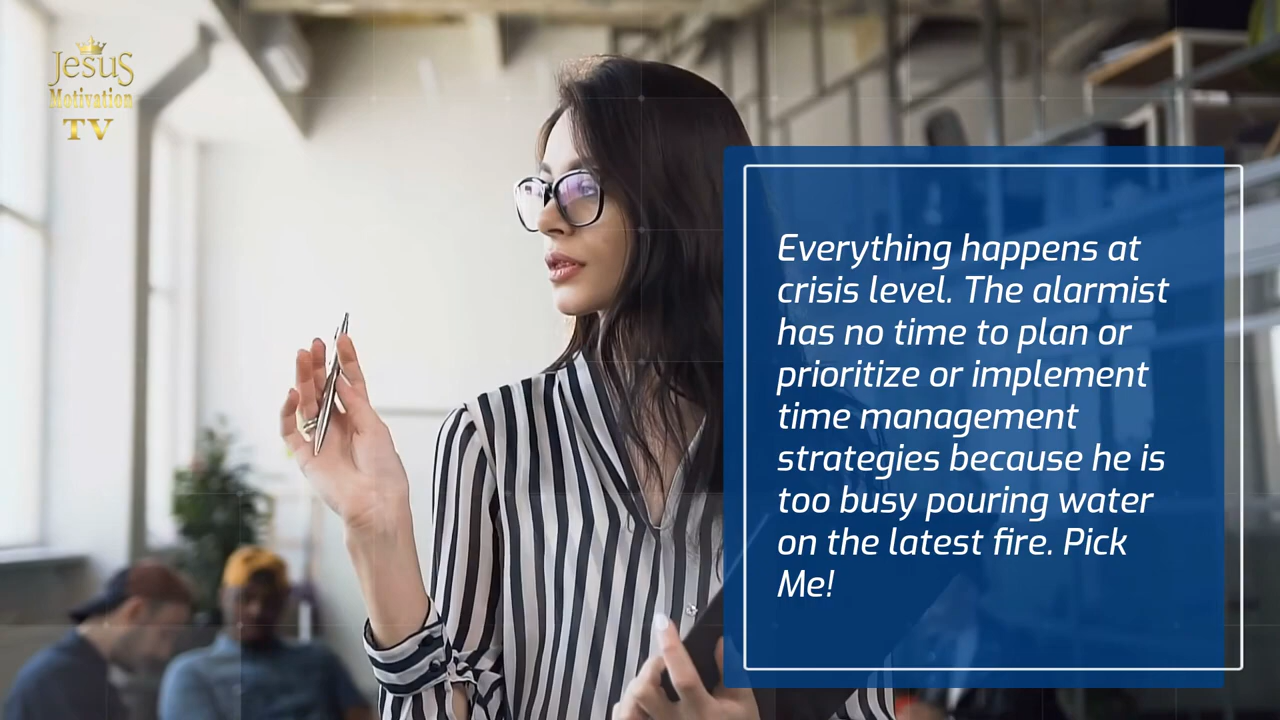 Jesus
Motivation
TV
Everything happens at
crisis level. The alarmist
has no time to plan or
prioritize or implement
time management
strategies because he is
too busy pouring water
on the latest fire. Pick
Me!